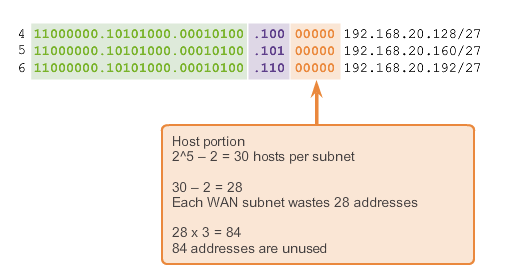 4 11000000.10101000.00010100 .100 00000 192.168.20.128/27
5 11000000.10101000.00010100 .101 00000 192.168.20.160/27
6 11000000.10101000.00010100 .110 00000 192.168.20.192/27
Host portion
2^5 – 2 = 30 hosts per subnet
30 – 2 = 28
Each WAN subnet wastes 28 addresses
28 x 3 = 84
84 addresses are unused